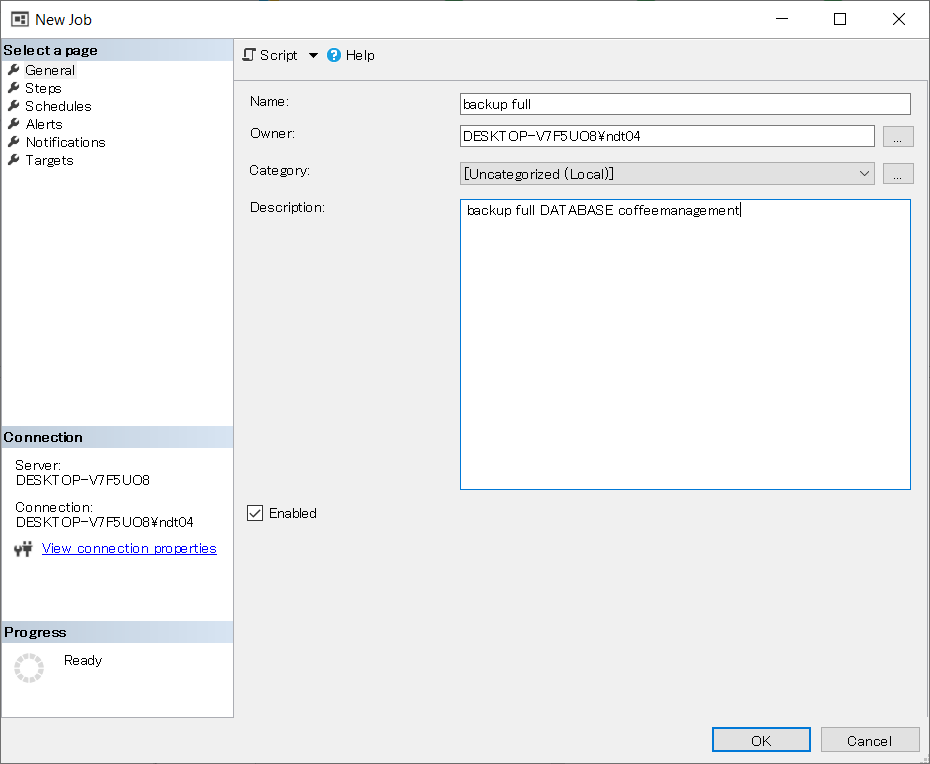 New Job
Select a page
General
Steps
Schedules
Alerts
Notifications
Targets
Script Help
Name: backup full
Owner: DESKTOP-V7F5UO8¥ndt04 ...
Category: [Uncategorized (Local)] ...
Description: backup full DATABASE coffeemanagement
Enabled
Connection
Server:
DESKTOP-V7F5UO8
Connection:
DESKTOP-V7F5UO8¥ndt04
View connection properties
Progress
Ready
OK Cancel